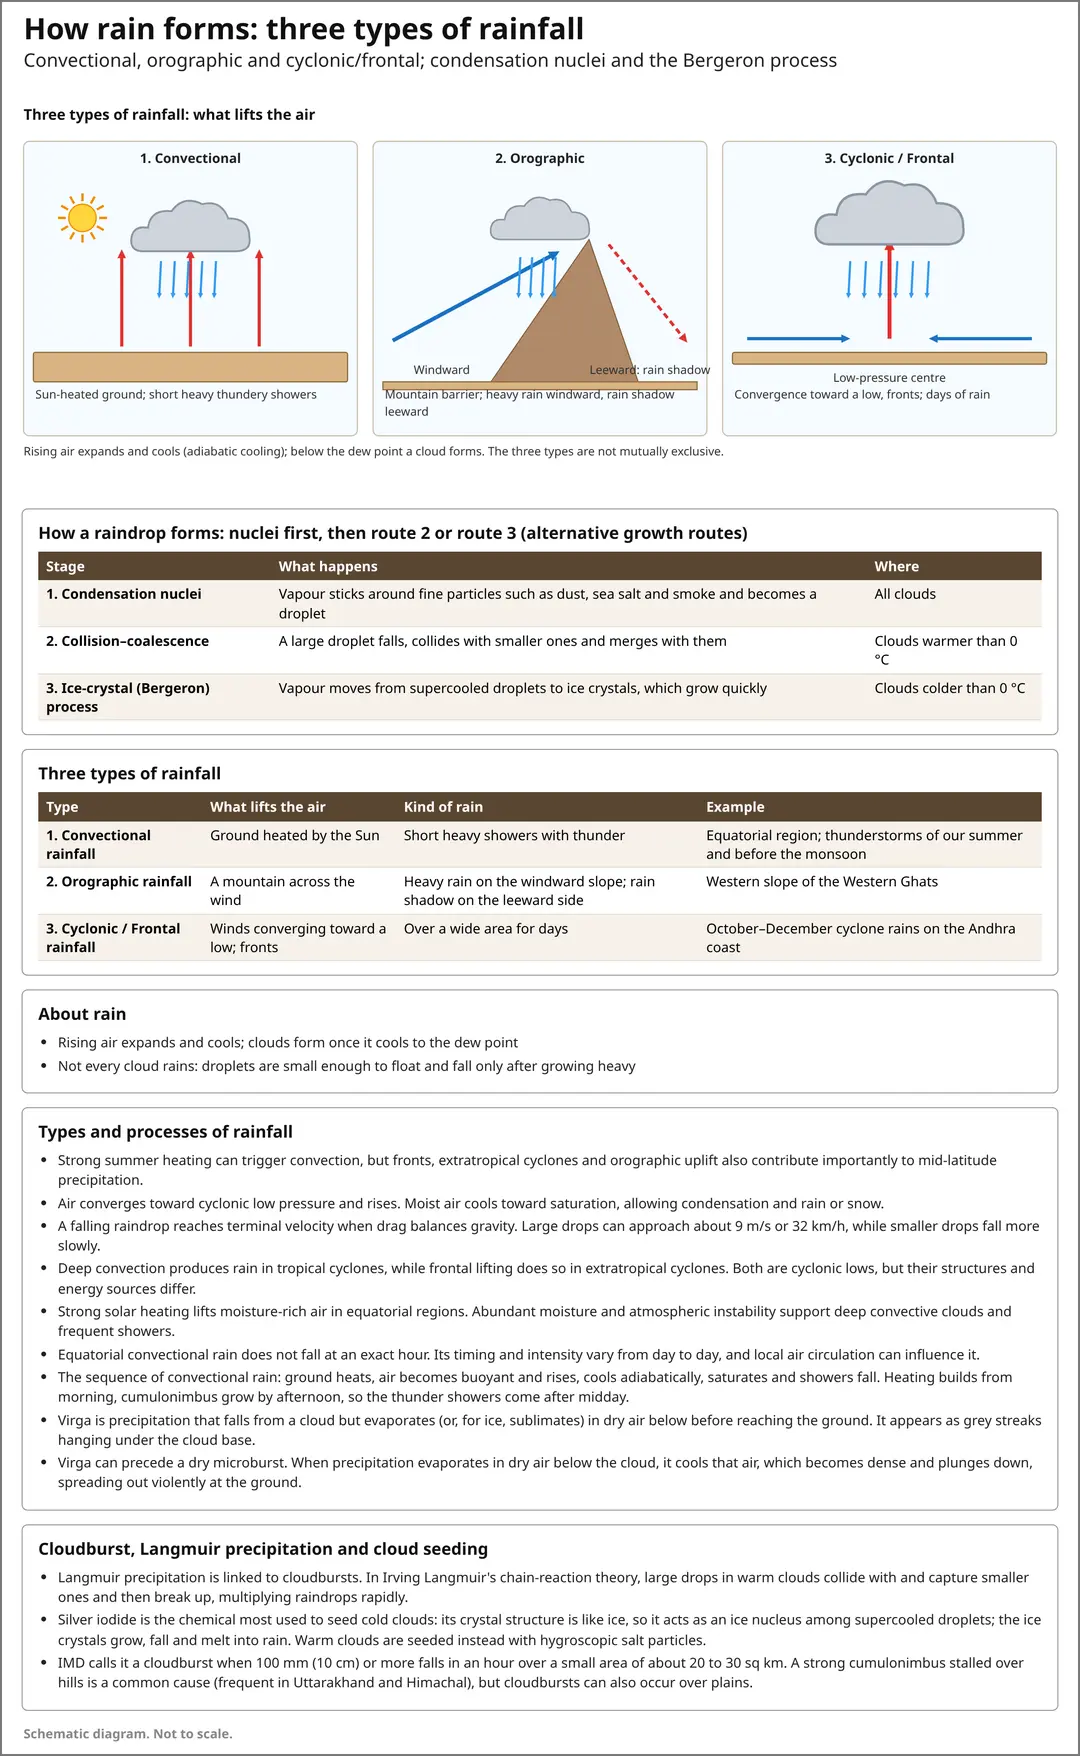 How rain forms: three types of rainfall
Convectional, orographic and cyclonic/frontal; condensation nuclei and the Bergeron process
Three types of rainfall: what lifts the air
1. Convectional
Sun-heated ground; short heavy thundery showers
2. Orographic
Windward
Leeward: rain shadow
Mountain barrier; heavy rain windward, rain shadow
leeward
3. Cyclonic / Frontal
Low-pressure centre
Convergence toward a low, fronts; days of rain
Rising air expands and cools (adiabatic cooling); below the dew point a cloud forms. The three types are not mutually exclusive.
How a raindrop forms: nuclei first, then route 2 or route 3 (alternative growth routes)
Stage What happens Where
1. Condensation nuclei Vapour sticks around fine particles such as dust, sea salt and smoke and becomes a All clouds
droplet
2. Collision–coalescence A large droplet falls, collides with smaller ones and merges with them Clouds warmer than 0
°C
3. Ice-crystal (Bergeron) Vapour moves from supercooled droplets to ice crystals, which grow quickly Clouds colder than 0 °C
process
Three types of rainfall
Type What lifts the air Kind of rain Example
1. Convectional Ground heated by the Sun Short heavy showers with thunder Equatorial region; thunderstorms of our summer
rainfall and before the monsoon
2. Orographic rainfall A mountain across the Heavy rain on the windward slope; rain Western slope of the Western Ghats
wind shadow on the leeward side
3. Cyclonic / Frontal Winds converging toward a Over a wide area for days October–December cyclone rains on the Andhra
rainfall low; fronts coast
About rain
• Rising air expands and cools; clouds form once it cools to the dew point
• Not every cloud rains: droplets are small enough to float and fall only after growing heavy
Types and processes of rainfall
• Strong summer heating can trigger convection, but fronts, extratropical cyclones and orographic uplift also contribute importantly to mid-latitude
precipitation.
• Air converges toward cyclonic low pressure and rises. Moist air cools toward saturation, allowing condensation and rain or snow.
• A falling raindrop reaches terminal velocity when drag balances gravity. Large drops can approach about 9 m/s or 32 km/h, while smaller drops fall more
slowly.
• Deep convection produces rain in tropical cyclones, while frontal lifting does so in extratropical cyclones. Both are cyclonic lows, but their structures and
energy sources differ.
• Strong solar heating lifts moisture-rich air in equatorial regions. Abundant moisture and atmospheric instability support deep convective clouds and
frequent showers.
• Equatorial convectional rain does not fall at an exact hour. Its timing and intensity vary from day to day, and local air circulation can influence it.
• The sequence of convectional rain: ground heats, air becomes buoyant and rises, cools adiabatically, saturates and showers fall. Heating builds from
morning, cumulonimbus grow by afternoon, so the thunder showers come after midday.
• Virga is precipitation that falls from a cloud but evaporates (or, for ice, sublimates) in dry air below before reaching the ground. It appears as grey streaks
hanging under the cloud base.
• Virga can precede a dry microburst. When precipitation evaporates in dry air below the cloud, it cools that air, which becomes dense and plunges down,
spreading out violently at the ground.
Cloudburst, Langmuir precipitation and cloud seeding
• Langmuir precipitation is linked to cloudbursts. In Irving Langmuir's chain-reaction theory, large drops in warm clouds collide with and capture smaller
ones and then break up, multiplying raindrops rapidly.
• Silver iodide is the chemical most used to seed cold clouds: its crystal structure is like ice, so it acts as an ice nucleus among supercooled droplets; the ice
crystals grow, fall and melt into rain. Warm clouds are seeded instead with hygroscopic salt particles.
• IMD calls it a cloudburst when 100 mm (10 cm) or more falls in an hour over a small area of about 20 to 30 sq km. A strong cumulonimbus stalled over
hills is a common cause (frequent in Uttarakhand and Himachal), but cloudbursts can also occur over plains.
Schematic diagram. Not to scale.